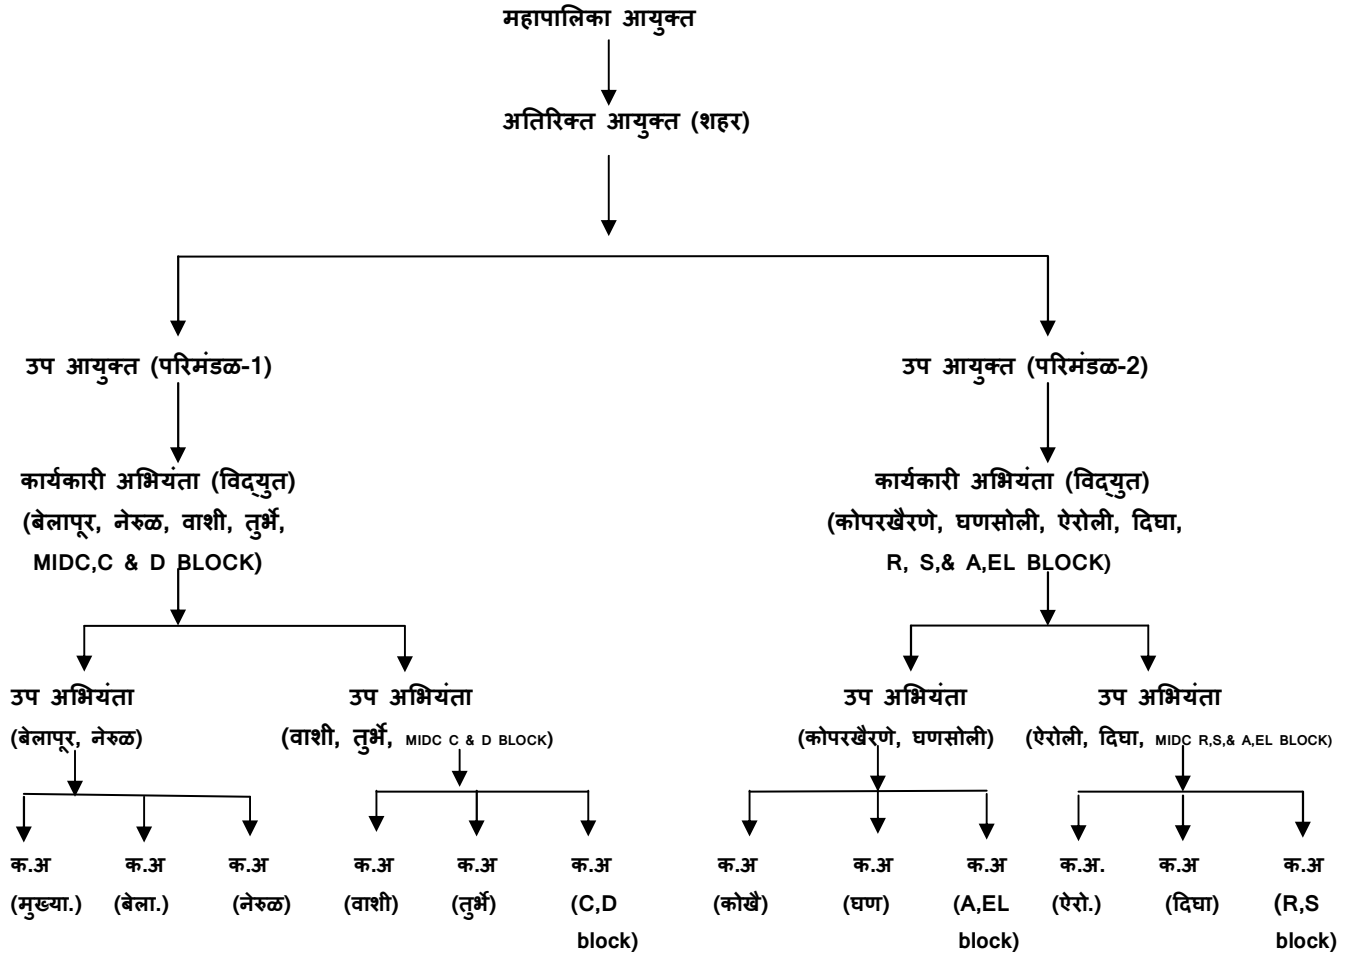 महापालिका आयुक्त
अतिरिक्त आयुक्त (शहर)
उप आयुक्त (परिमंडळ-1)
उप आयुक्त (परिमंडळ-2)
कार्यकारी अभियंता (विद्युत)
(बेलापूर, नेरुळ, वाशी, तुर्भे,
MIDC,C & D BLOCK)
कार्यकारी अभियंता (विद्युत)
(कोपरखैरणे, घणसोली, ऐरोली, दिघा,
R, S,& A,EL BLOCK)
उप अभियंता
(बेलापूर, नेरुळ)
उप अभियंता
(वाशी, तुर्भे, MIDC C & D BLOCK)
उप अभियंता
(कोपरखैरणे, घणसोली)
उप अभियंता
(ऐरोली, दिघा, MIDC R,S,& A,EL BLOCK)
क.अ
(मुख्या.)
क.अ
(बेला.)
क.अ
(नेरुळ)
क.अ
(वाशी)
क.अ
(तुर्भे)
क.अ
(C,D
block)
क.अ
(कोखै)
क.अ
(घण)
क.अ
(A,EL
block)
क.अ.
(ऐरो.)
क.अ
(दिघा)
क.अ
(R,S
block)